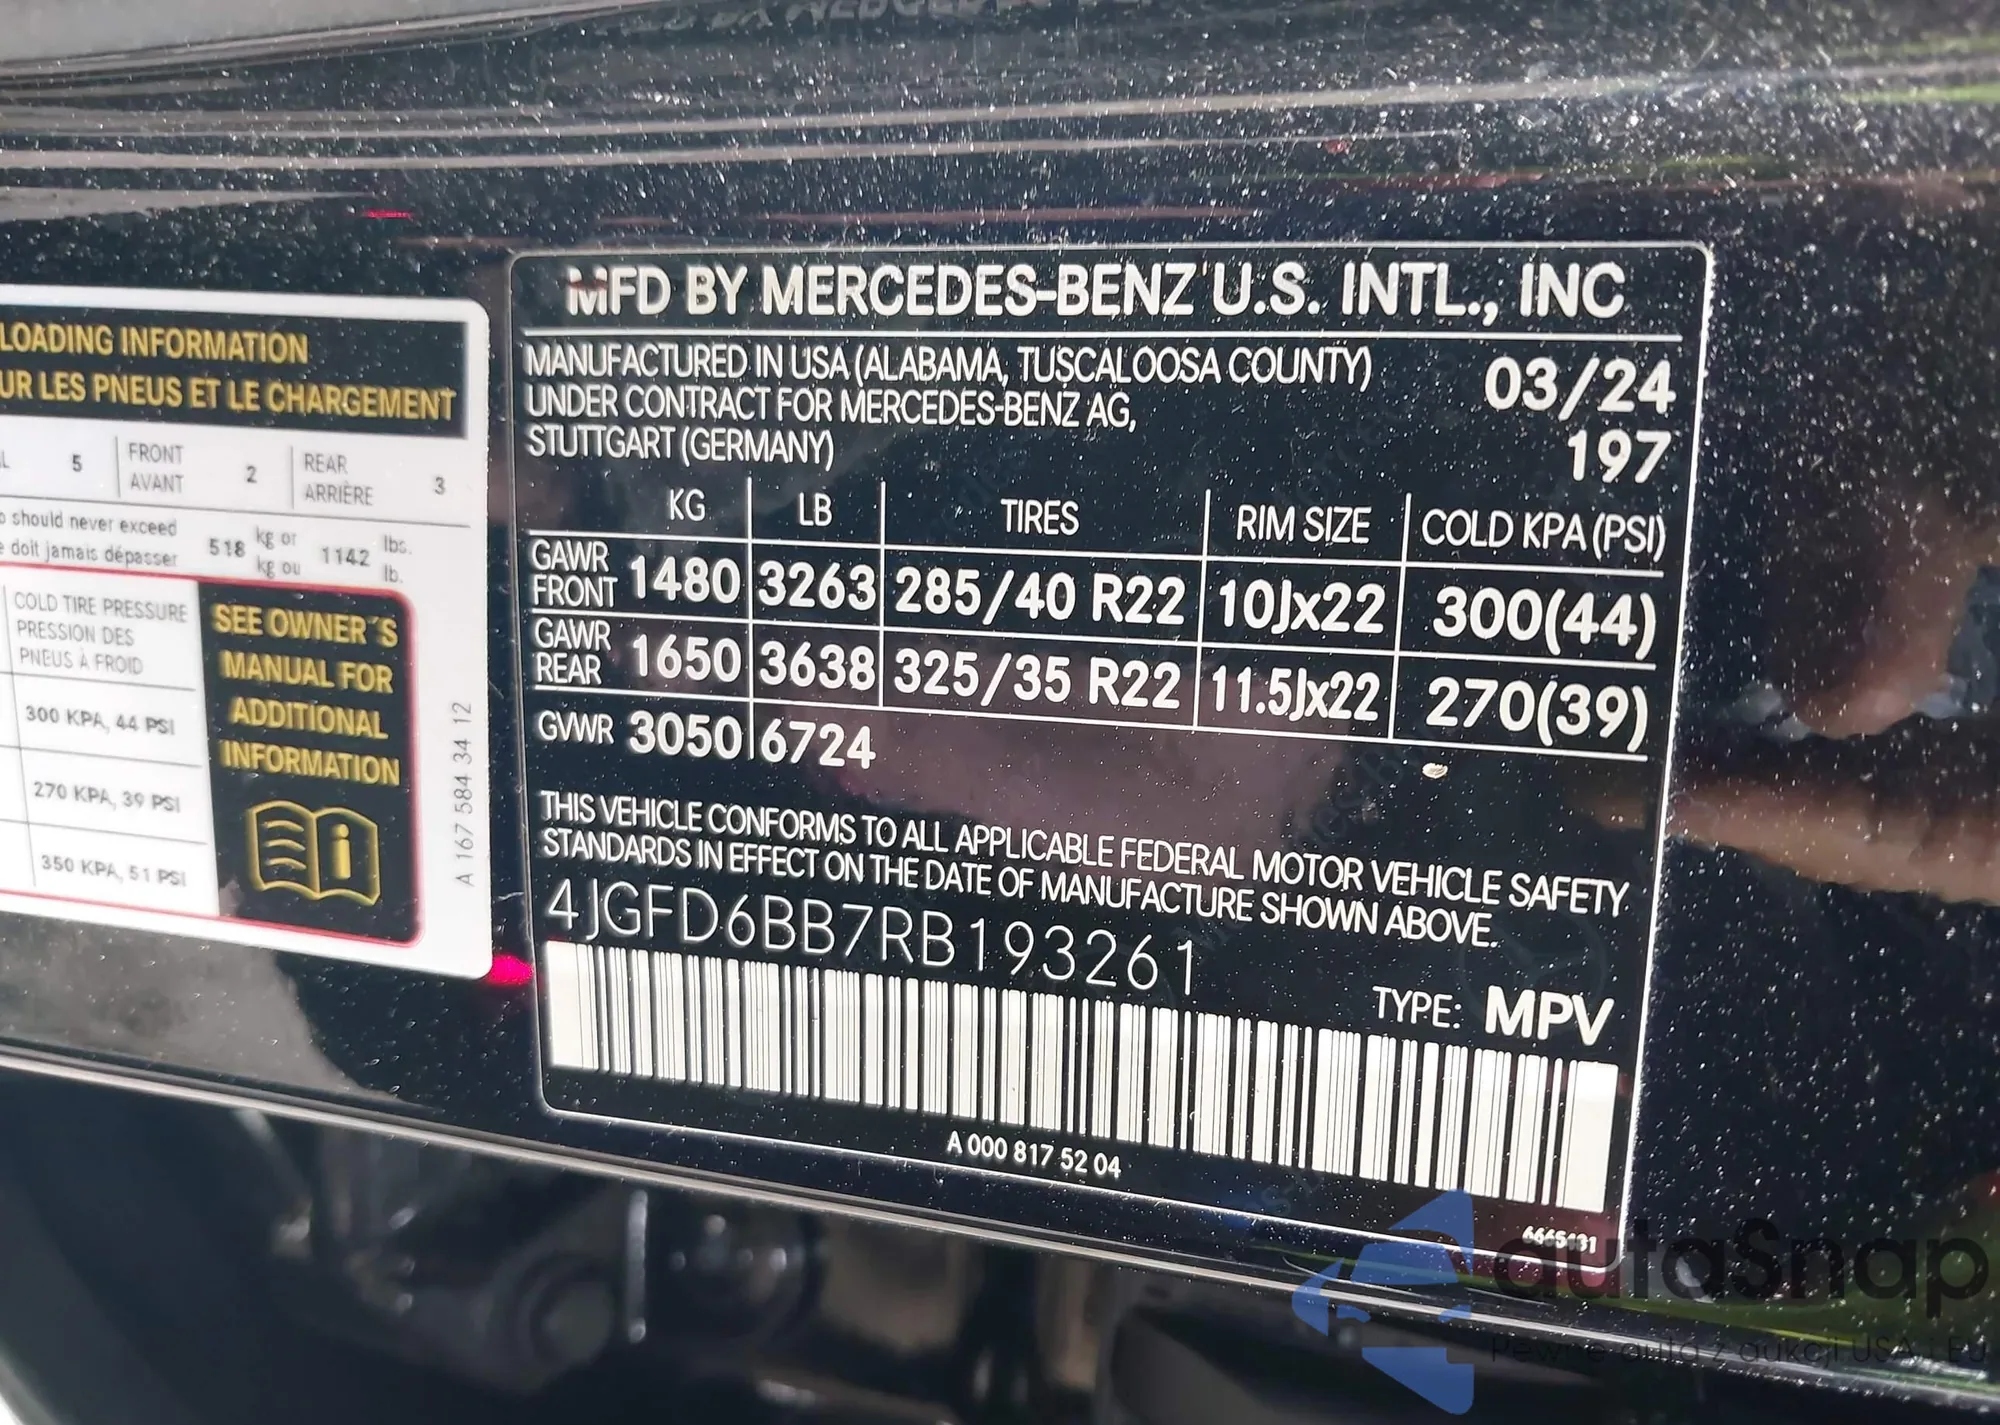 LOADING INFORMATION
UR LES PNEUS ET LE CHARGEMENT
5 FRONT AVANT 2 REAR ARRIÈRE 3
should never exceed
doit jamais dépasser
518 kg or kg ou 1142 lbs. lb.
COLD TIRE PRESSURE
PRESSION DES
PNEUS À FROID
300 KPA, 44 PSI
270 KPA, 39 PSI
350 KPA, 51 PSI
SEE OWNER´S
MANUAL FOR
ADDITIONAL
INFORMATION
A 167 584 34 12
MFD BY MERCEDES-BENZ U.S. INTL., INC
MANUFACTURED IN USA (ALABAMA, TUSCALOOSA COUNTY)
UNDER CONTRACT FOR MERCEDES-BENZ AG,
STUTTGART (GERMANY)
03/24
197
KG LB TIRES RIM SIZE COLD KPA (PSI)
GAWR FRONT 1480 3263 285/40 R22 10Jx22 300(44)
GAWR REAR 1650 3638 325/35 R22 11.5Jx22 270(39)
GVWR 3050 6724
THIS VEHICLE CONFORMS TO ALL APPLICABLE FEDERAL MOTOR VEHICLE SAFETY
STANDARDS IN EFFECT ON THE DATE OF MANUFACTURE SHOWN ABOVE.
4JGFD6BB7RB193261
TYPE: MPV
A 000 817 52 04
autaSnap
Pewne auta z aukcji USA i EU